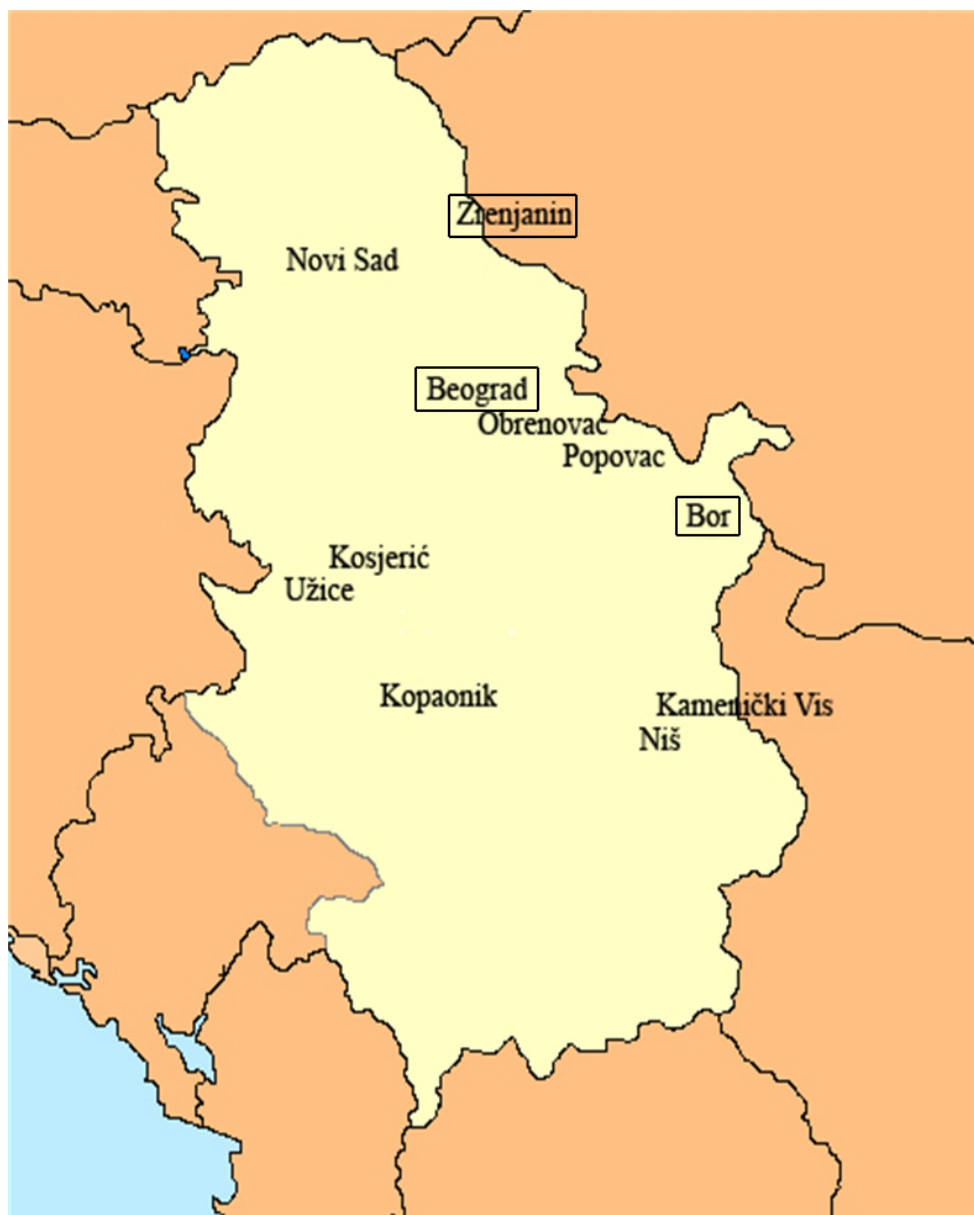 Zrenjanin
Novi Sad
Beograd
Obrenovac
Popovac
Bor
Kosjerić
Užice
Kopaonik
Kamenički Vis
Niš